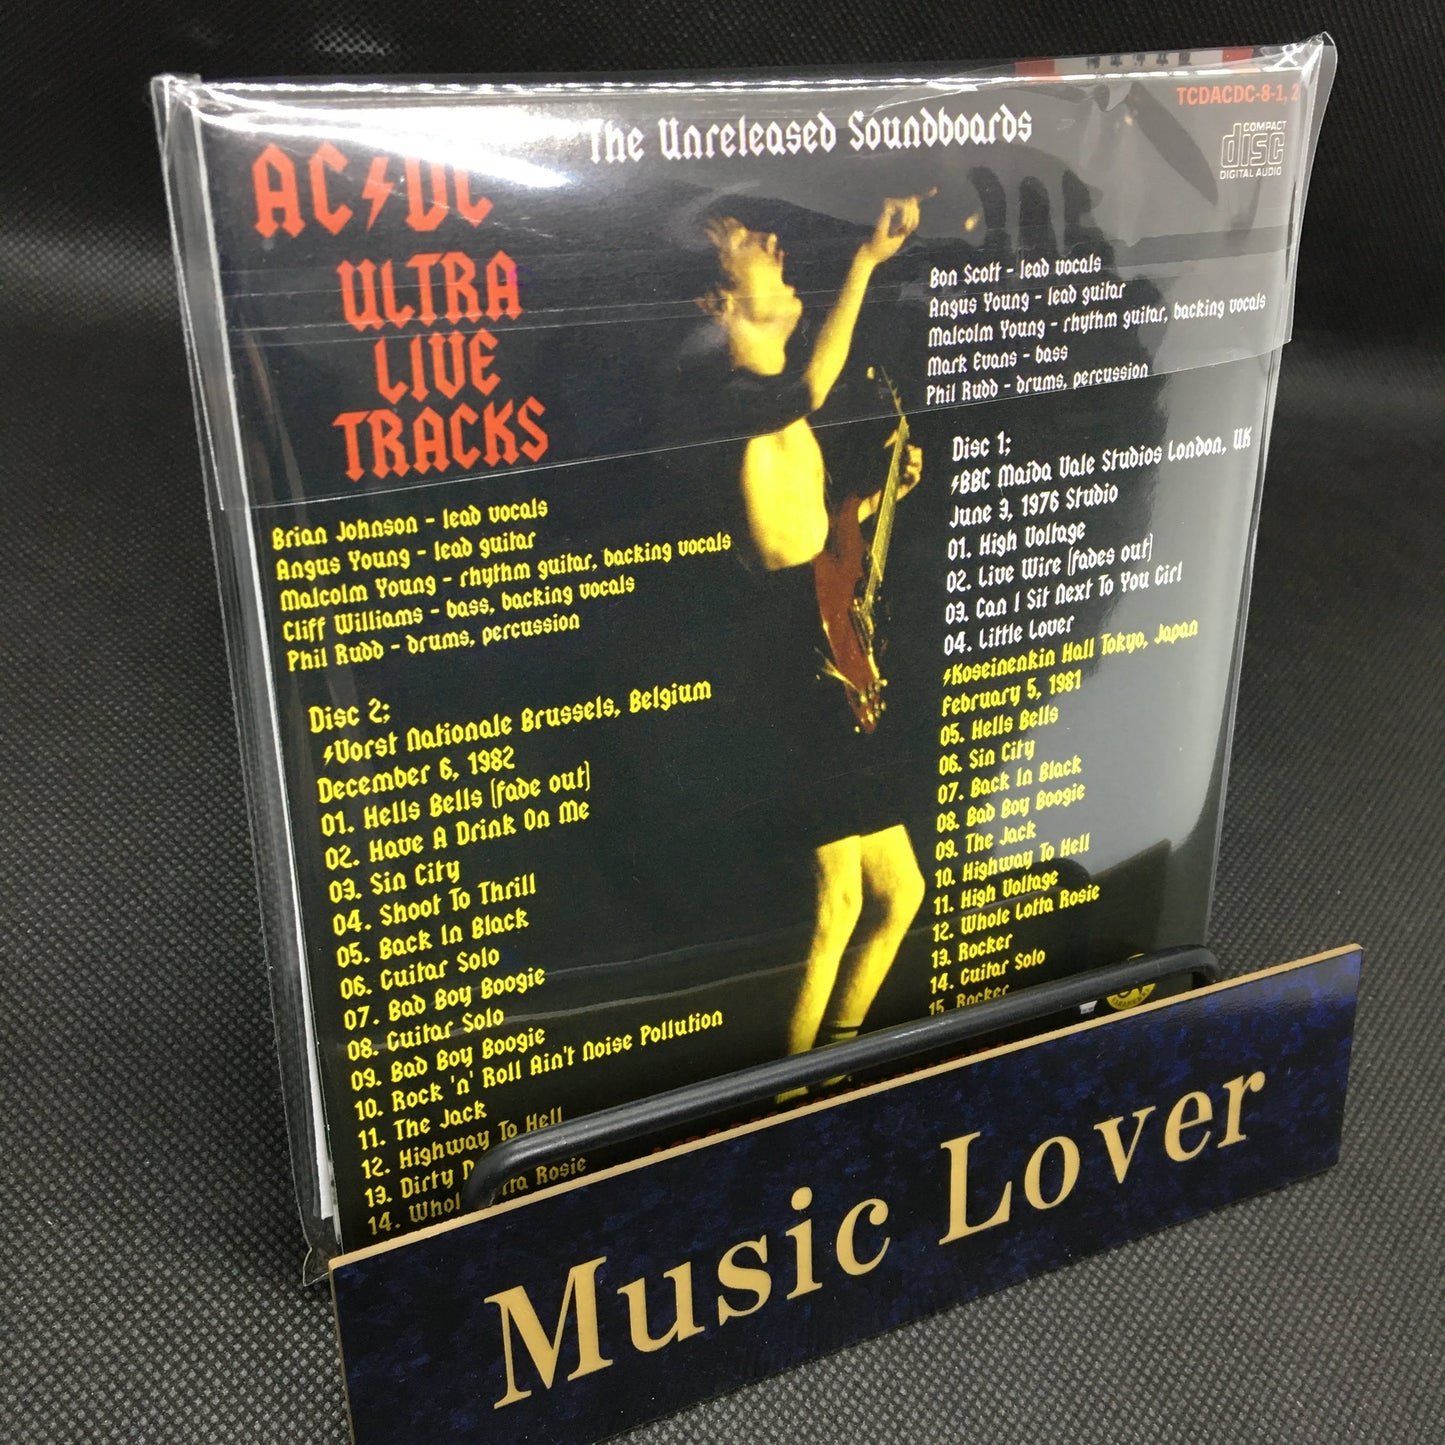 The Unreleased Soundboards
TCDACDC-8-1, 2
COMPACT
disc
DIGITAL AUDIO
AC⚡DC
ULTRA
LIVE
TRACKS
Bon Scott - lead vocals
Angus Young - lead guitar
Malcolm Young - rhythm guitar, backing vocals
Mark Evans - bass
Phil Rudd - drums, percussion
Brian Johnson - lead vocals
Angus Young - lead guitar
Malcolm Young - rhythm guitar, backing vocals
Cliff Williams - bass, backing vocals
Phil Rudd - drums, percussion
Disc 1;
⚡BBC Maida Vale Studios London, UK
June 3, 1976 Studio
01. High Voltage
02. Live Wire (fades out)
03. Can I Sit Next To You Girl
04. Little Lover
⚡Koseinenkin Hall Tokyo, Japan
February 5, 1981
05. Hells Bells
06. Sin City
07. Back In Black
08. Bad Boy Boogie
09. The Jack
10. Highway To Hell
11. High Voltage
12. Whole Lotta Rosie
13. Rocker
14. Guitar Solo
15. Rocker
Disc 2;
⚡Vorst Nationale Brussels, Belgium
December 6, 1982
01. Hells Bells (fade out)
02. Have A Drink On Me
03. Sin City
04. Shoot To Thrill
05. Back In Black
06. Guitar Solo
07. Bad Boy Boogie
08. Guitar Solo
09. Bad Boy Boogie
10. Rock 'n' Roll Ain't Noise Pollution
11. The Jack
12. Highway To Hell
13. Dirty
14. Rosie
Music Lover